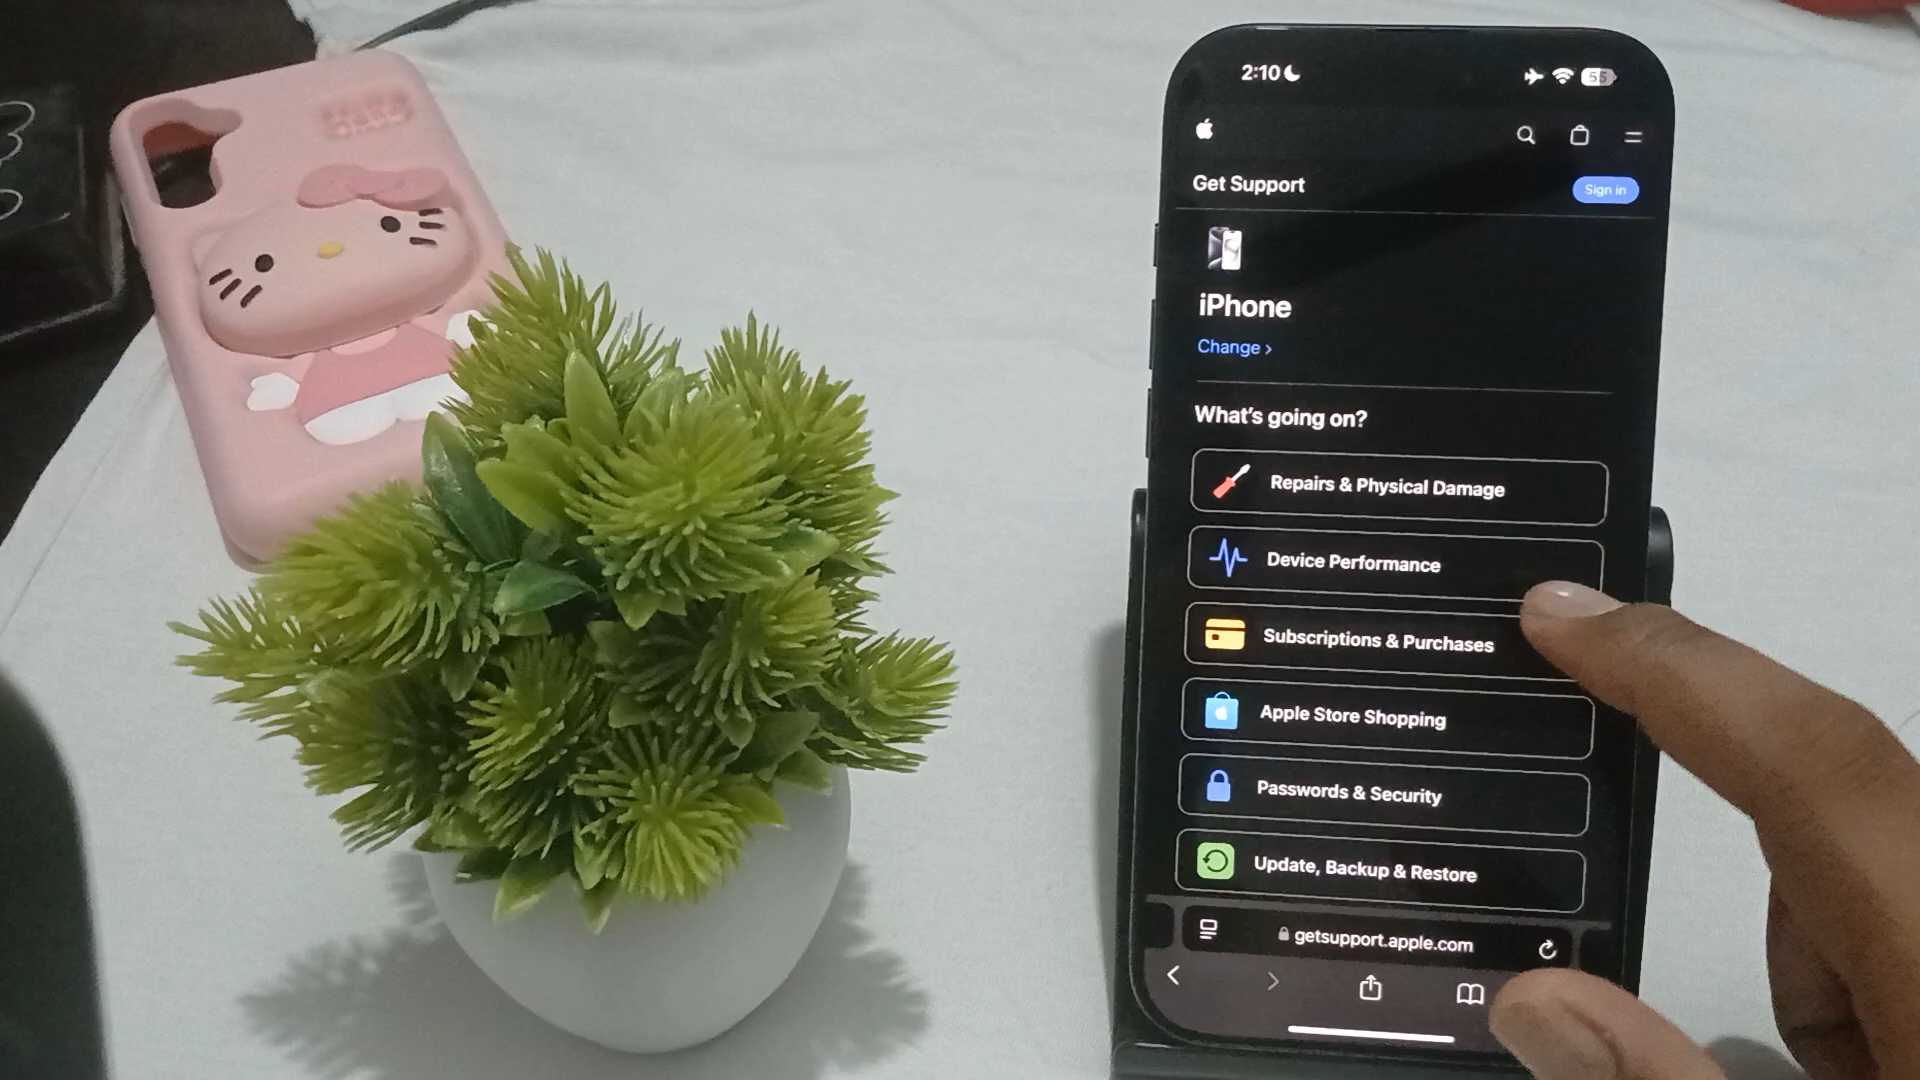 2:10
55
Get Support
Sign in
iPhone
Change >
What's going on?
Repairs & Physical Damage
Device Performance
Subscriptions & Purchases
Apple Store Shopping
Passwords & Security
Update, Backup & Restore
getsupport.apple.com